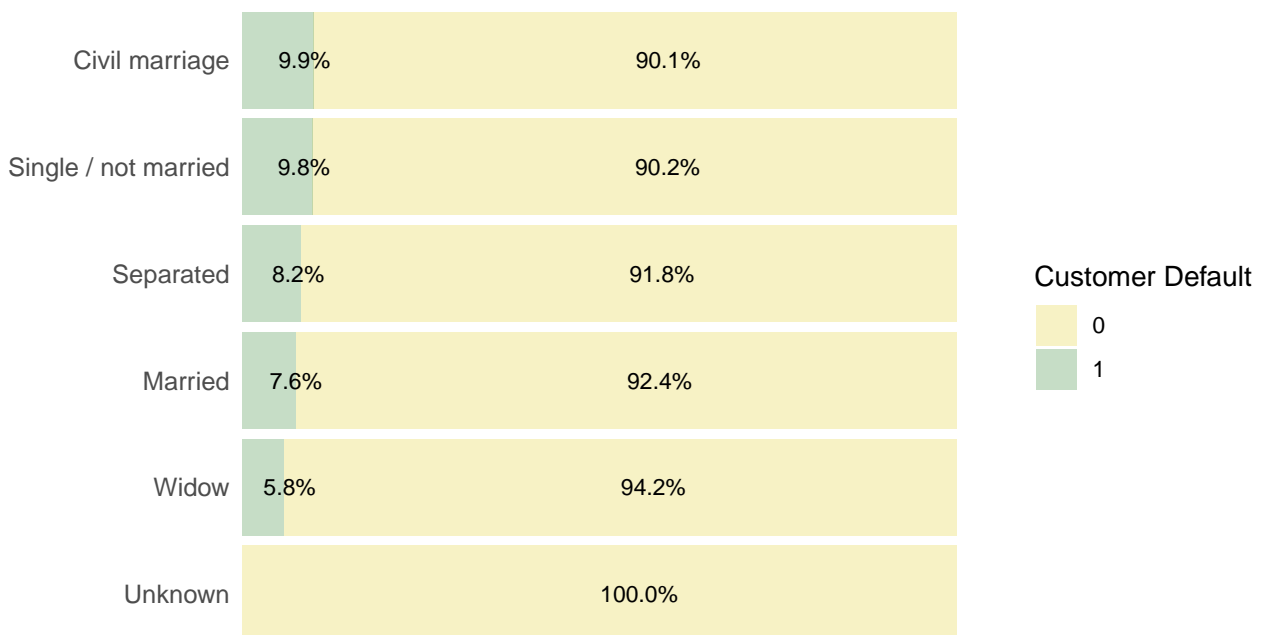 Civil marriage 9.9% 90.1%
Single / not married 9.8% 90.2%
Separated 8.2% 91.8%
Customer Default
0
1
Married 7.6% 92.4%
Widow 5.8% 94.2%
Unknown 100.0%